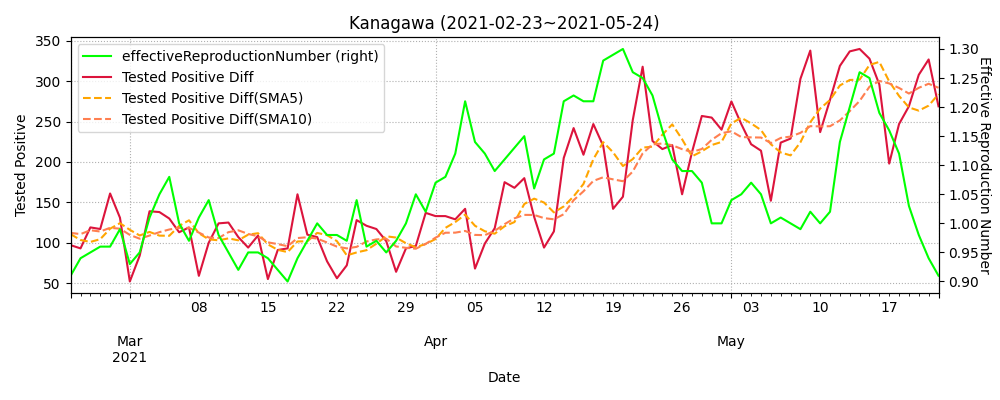 Kanagawa (2021-02-23~2021-05-24)
effectiveReproductionNumber (right)
Tested Positive Diff
Tested Positive Diff(SMA5)
Tested Positive Diff(SMA10)
Tested Positive
350
300
250
200
150
100
50
1.30
1.25
1.20
1.15
1.10
1.05
1.00
0.95
0.90
Effective Reproduction Number
08 15 22 29 05 12 19 26 03 10 17
Mar Apr May
2021
Date